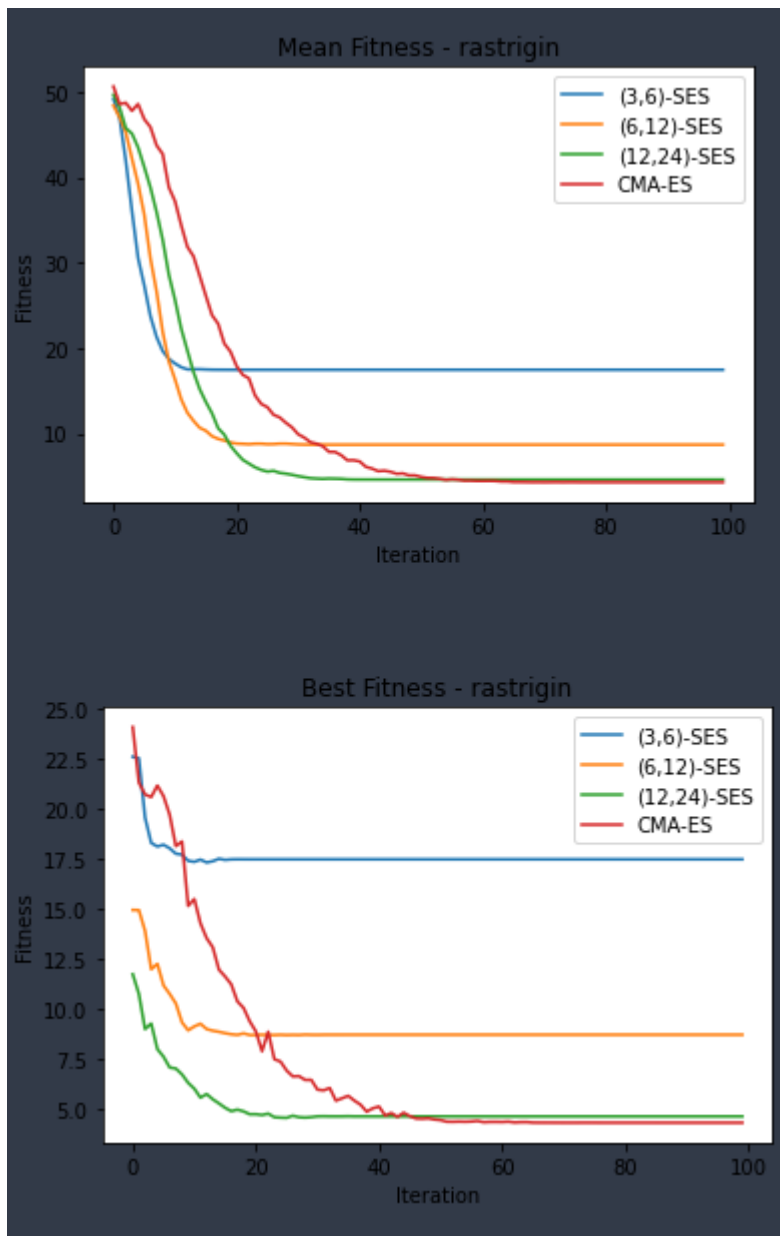 Mean Fitness - rastrigin
50
40
30
20
10
Fitness
(3,6)-SES
(6,12)-SES
(12,24)-SES
CMA-ES
0 20 40 60 80 100
Iteration
Best Fitness - rastrigin
25.0
22.5
20.0
17.5
15.0
12.5
10.0
7.5
5.0
Fitness
(3,6)-SES
(6,12)-SES
(12,24)-SES
CMA-ES
0 20 40 60 80 100
Iteration